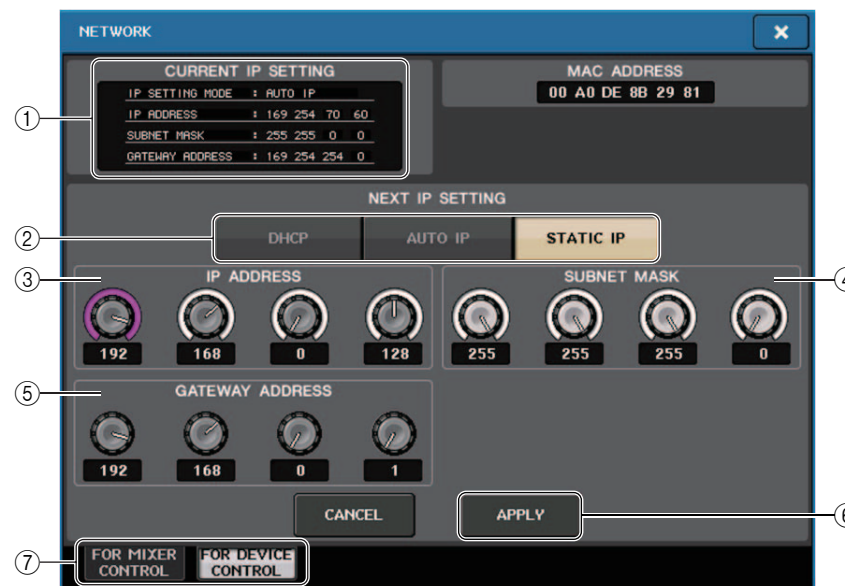 NETWORK
CURRENT IP SETTING
IP SETTING MODE : AUTO IP
IP ADDRESS : 169 254 70 60
SUBNET MASK : 255 255 0 0
GATEWAY ADDRESS : 169 254 254 0
MAC ADDRESS
00 A0 DE 8B 29 81
①
NEXT IP SETTING
②
DHCP AUTO IP STATIC IP
③
IP ADDRESS
192 168 0 128
SUBNET MASK
④
255 255 255 0
⑤
GATEWAY ADDRESS
192 168 0 1
CANCEL APPLY
⑥
⑦
FOR MIXER CONTROL
FOR DEVICE CONTROL